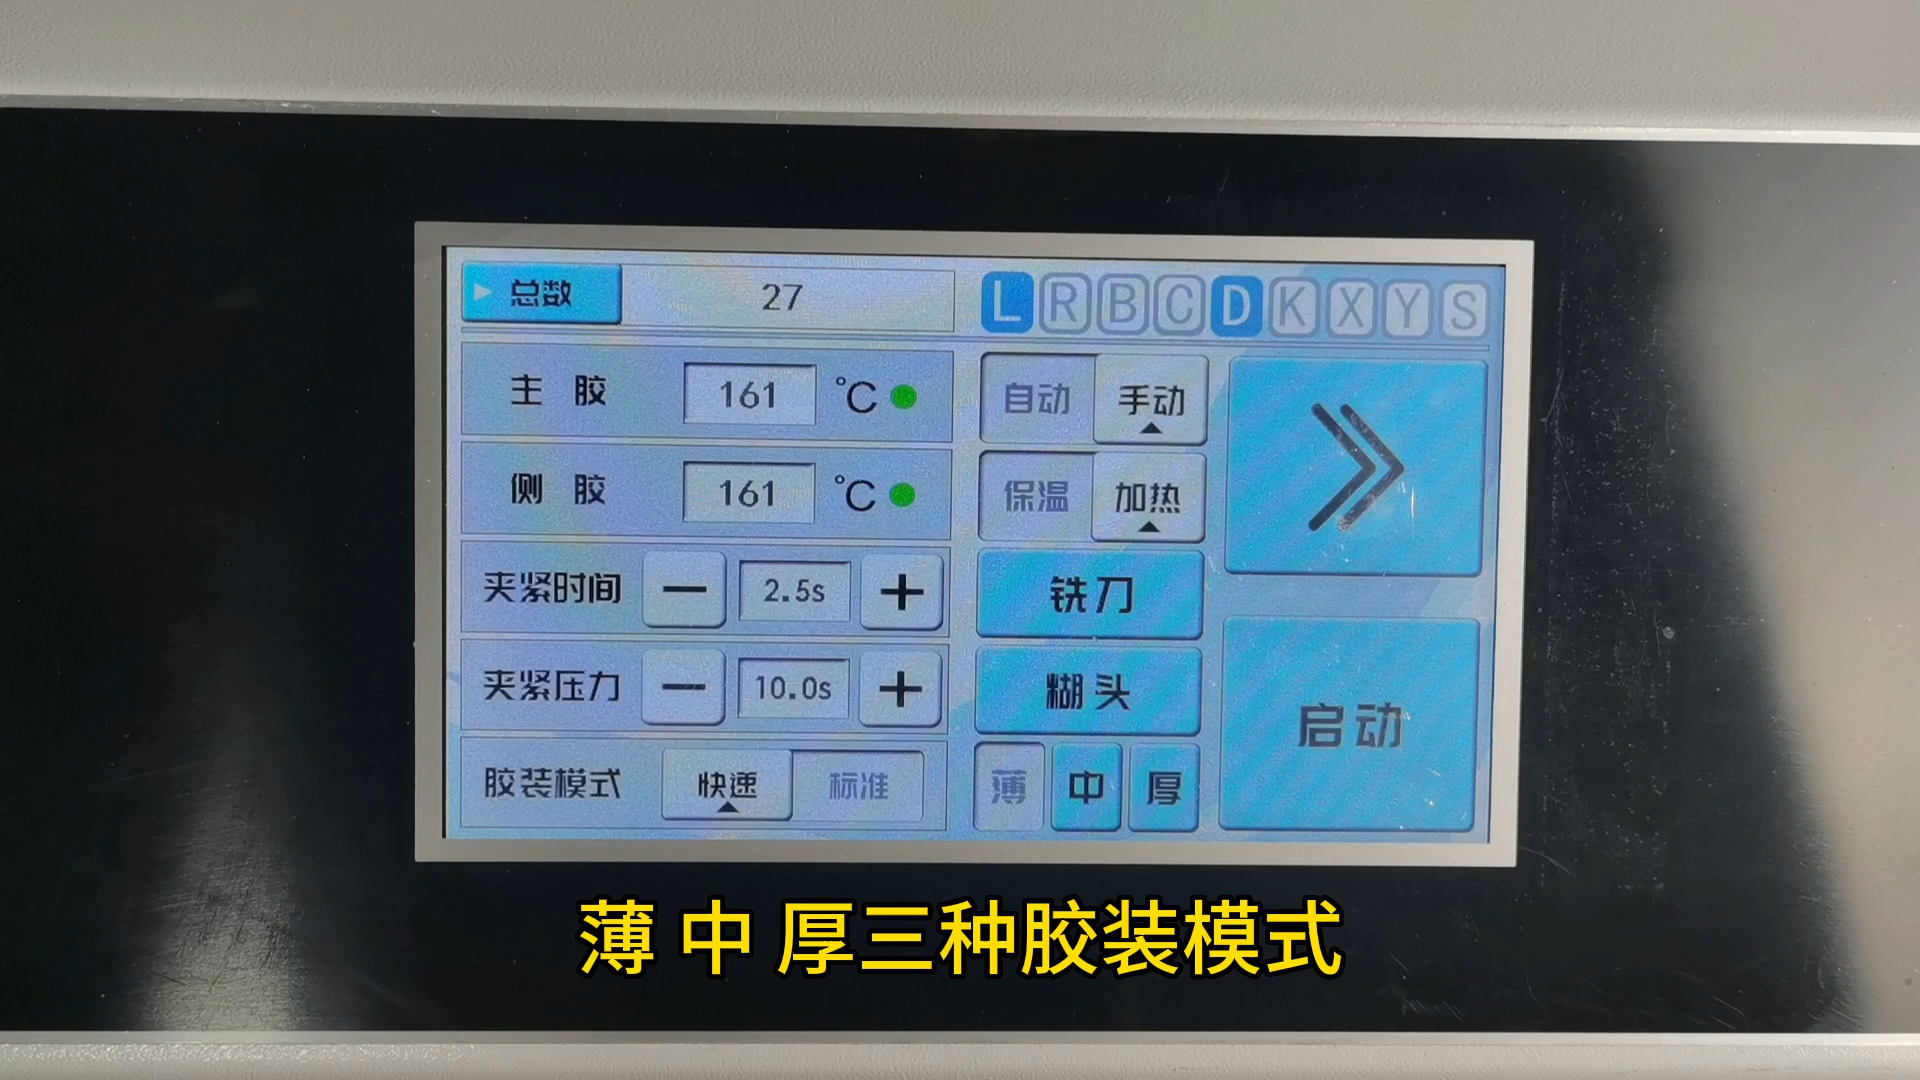 总数 27 L R B C D K X Y S
主胶 161 ℃ 自动 手动
侧胶 161 ℃ 保温 加热
夹紧时间 — 2.5s + 铣刀
夹紧压力 — 10.0s + 糊头
启动
胶装模式 快速 标准 薄 中 厚
薄 中 厚三种胶装模式